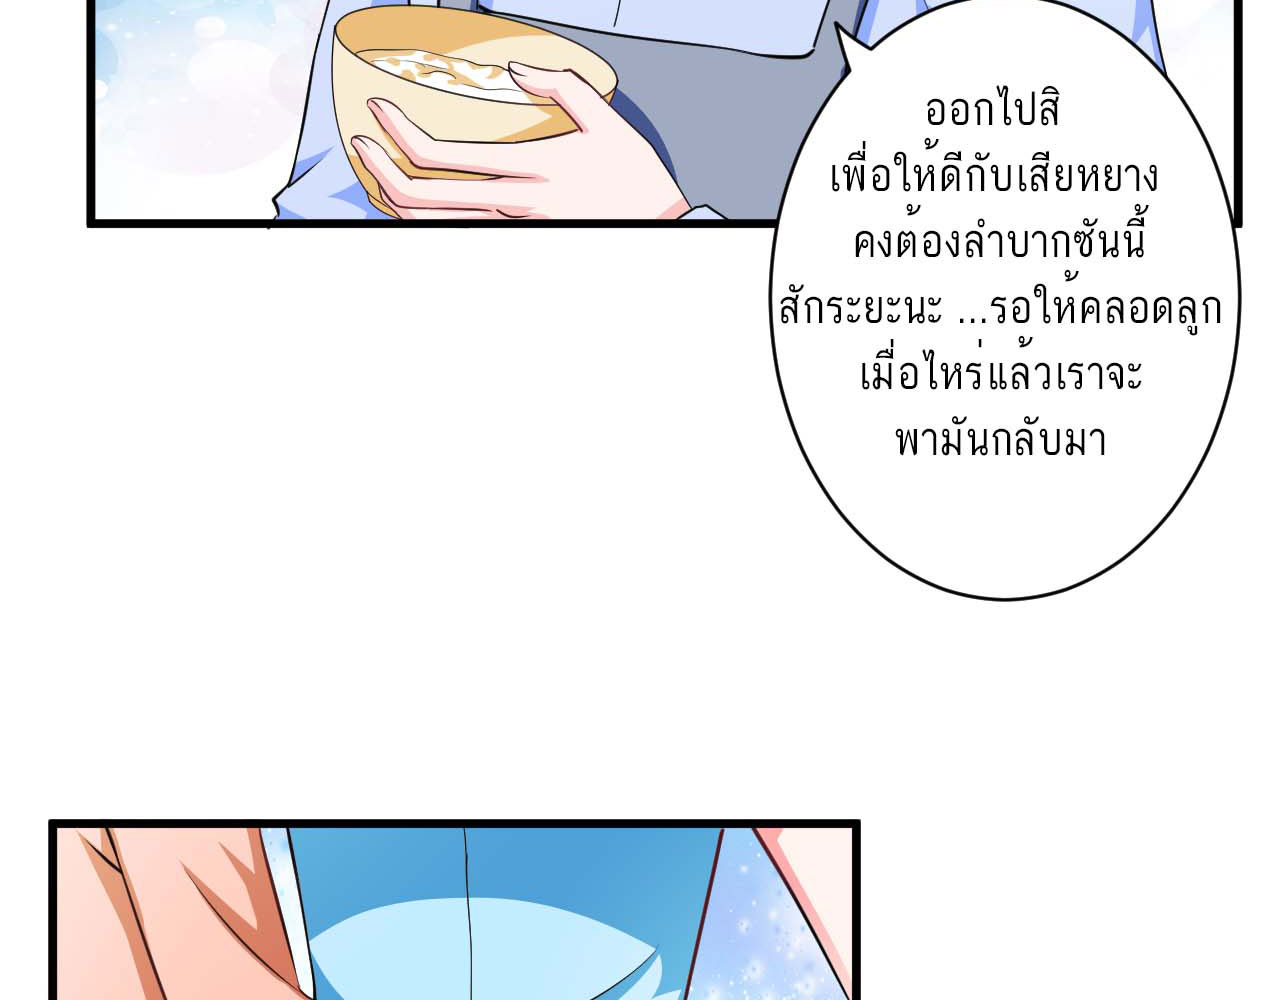 ออกไปสิ
เพื่อให้ดีกับเสียหยาง
คงต้องลำบากซันนี้
สักระยะนะ ...รอให้คลอดลูก
เมื่อไหร่แล้วเราจะ
พามันกลับมา